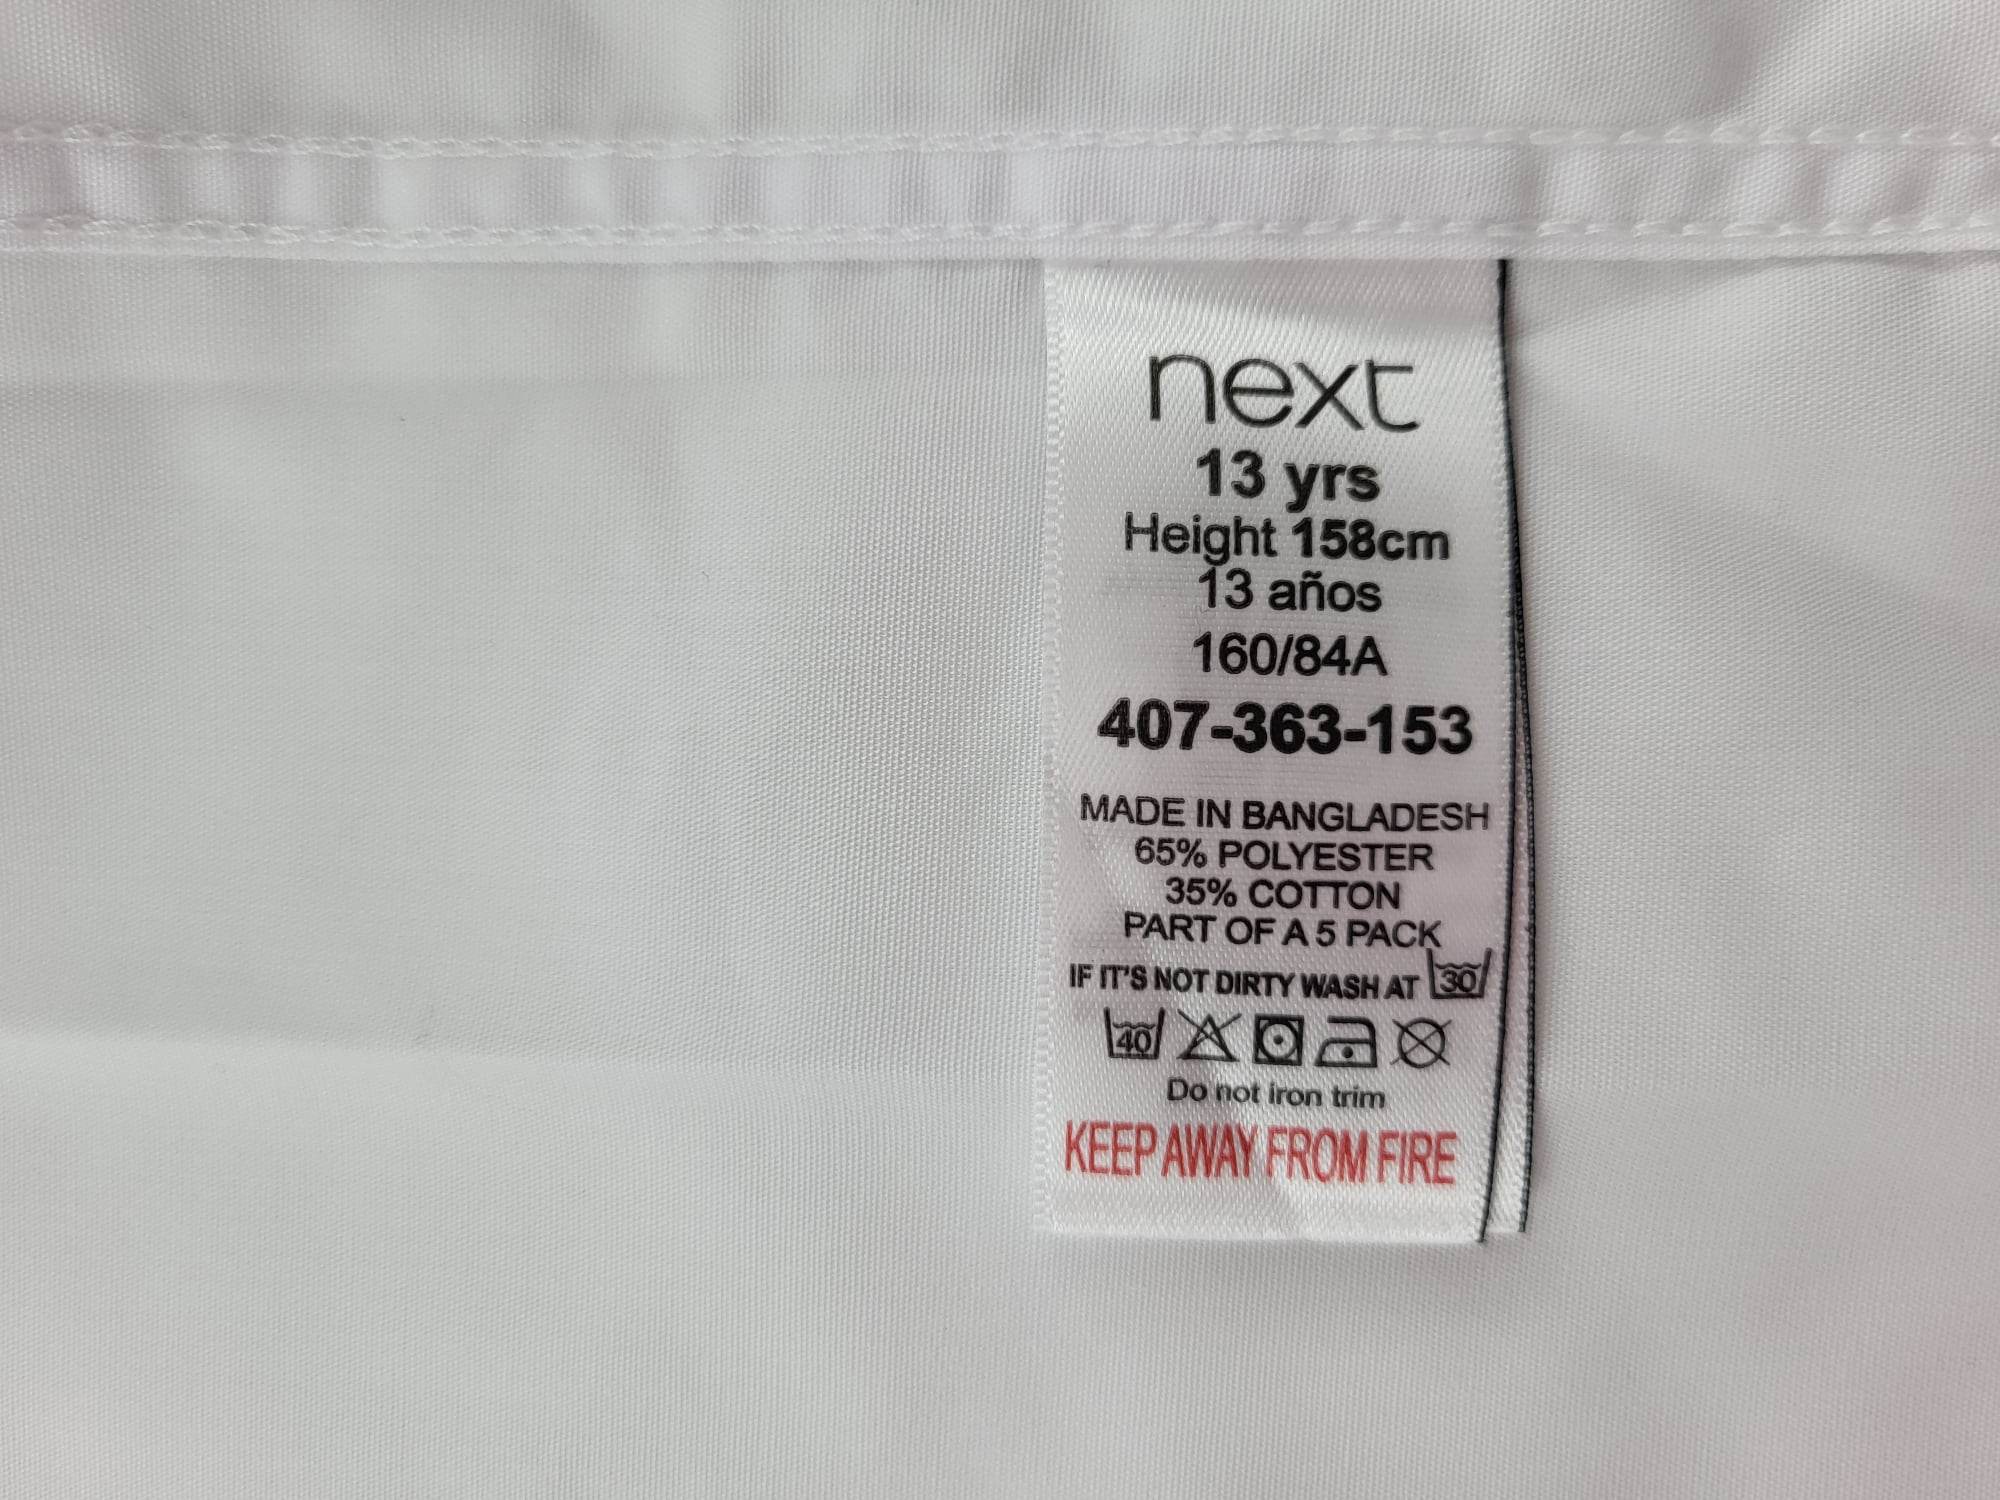 next
13 yrs
Height 158cm
13 años
160/84A
407-363-153
MADE IN BANGLADESH
65% POLYESTER
35% COTTON
PART OF A 5 PACK
IF IT'S NOT DIRTY WASH AT 30
40
Do not iron trim
KEEP AWAY FROM FIRE